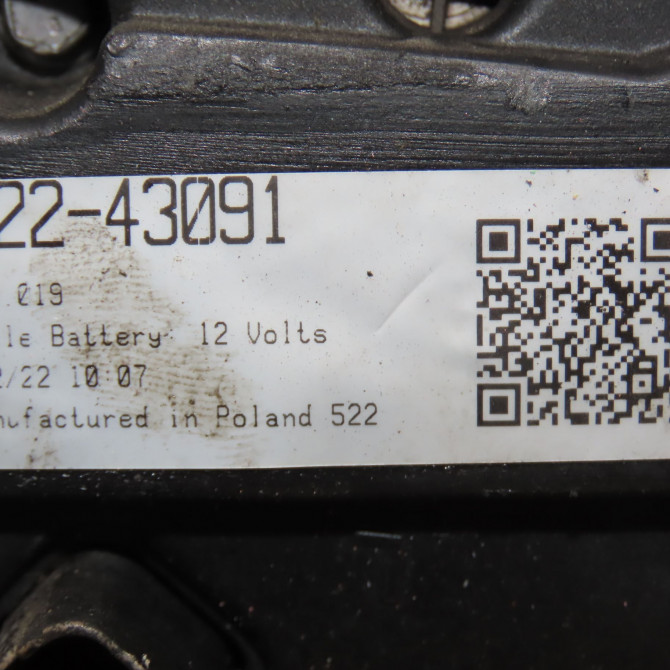 22-43091
019
le Battery 12 Volts
2/22 10:07
nufactured in Poland 522